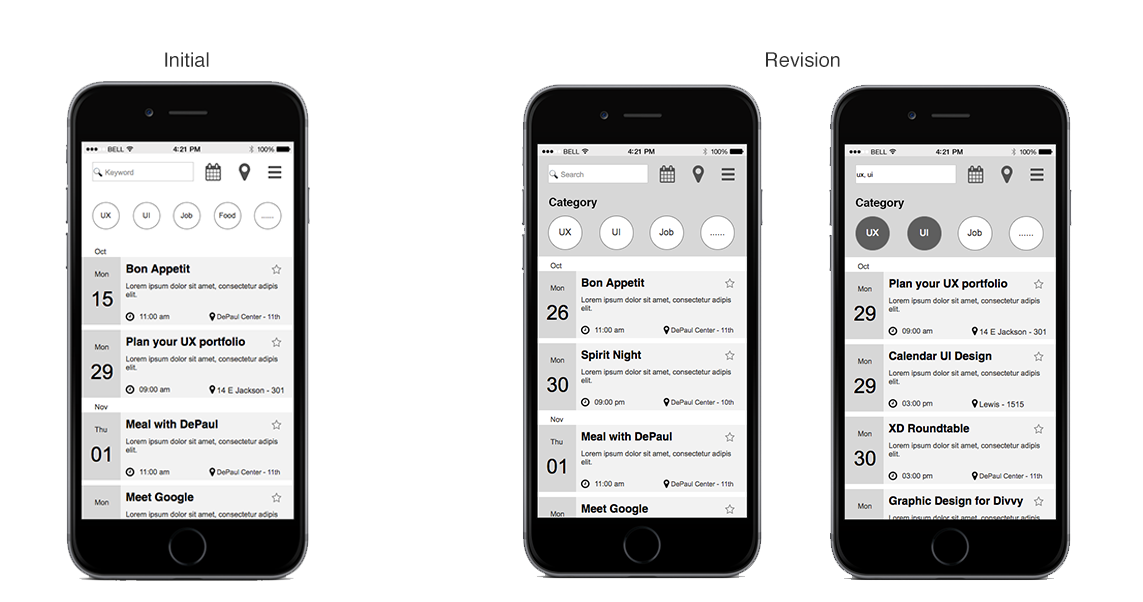 Initial
BELL 4:21 PM 100%
Keyword
UX UI Job Food ......
Oct
Mon
15
Bon Appetit
Lorem ipsum dolor sit amet, consectetur adipis
elit.
11:00 am DePaul Center - 11th
Mon
29
Plan your UX portfolio
Lorem ipsum dolor sit amet, consectetur adipis
elit.
09:00 am 14 E Jackson - 301
Nov
Thu
01
Meal with DePaul
Lorem ipsum dolor sit amet, consectetur adipis
elit.
11:00 am DePaul Center - 11th
Mon
Meet Google
Lorem ipsum dolor sit amet, consectetur adipis
Revision
BELL 4:21 PM 100%
Search
Category
UX UI Job ......
Oct
Mon
26
Bon Appetit
Lorem ipsum dolor sit amet, consectetur adipis
elit.
11:00 am DePaul Center - 11th
Mon
30
Spirit Night
Lorem ipsum dolor sit amet, consectetur adipis
elit.
09:00 pm DePaul Center - 10th
Nov
Thu
01
Meal with DePaul
Lorem ipsum dolor sit amet, consectetur adipis
elit.
11:00 am DePaul Center - 11th
Mon
Meet Google
BELL 4:21 PM 100%
ux, ui
Category
UX UI Job ......
Oct
Mon
29
Plan your UX portfolio
Lorem ipsum dolor sit amet, consectetur adipis
elit.
09:00 am 14 E Jackson - 301
Mon
29
Calendar UI Design
Lorem ipsum dolor sit amet, consectetur adipis
elit.
03:00 pm Lewis - 1515
Mon
30
XD Roundtable
Lorem ipsum dolor sit amet, consectetur adipis
elit.
03:00 pm DePaul Center - 11th
Mon
Graphic Design for Divvy
Lorem ipsum dolor sit amet, consectetur adipis